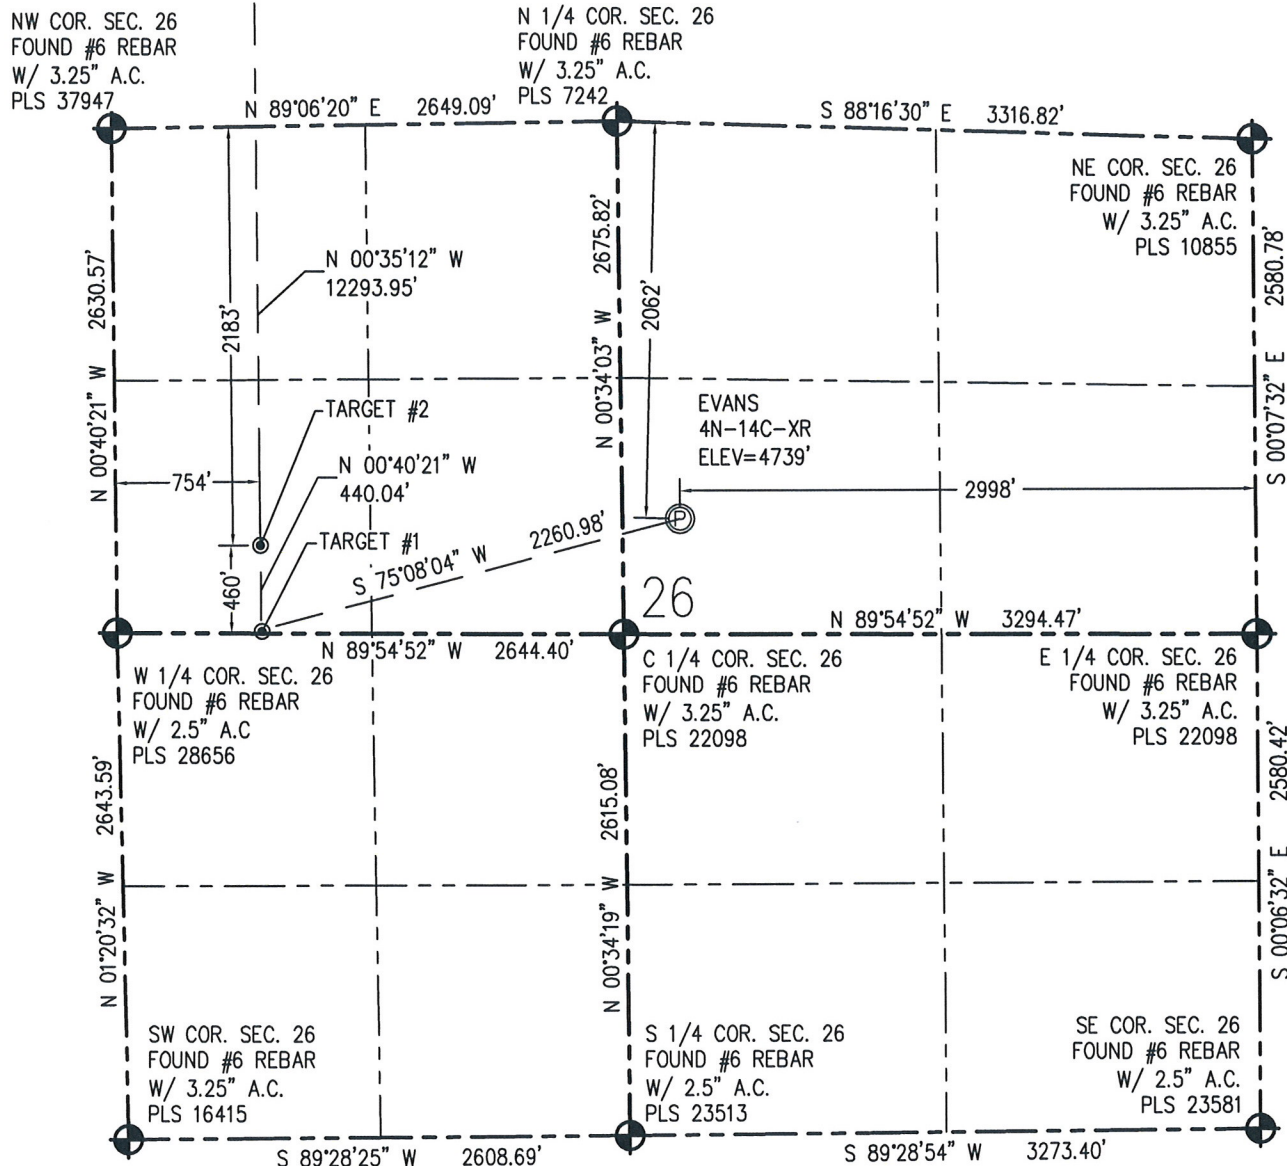 NW COR. SEC. 26
FOUND #6 REBAR
W/ 3.25" A.C.
PLS 37947
N 1/4 COR. SEC. 26
FOUND #6 REBAR
W/ 3.25" A.C.
PLS 7242
N 89°06'20" E 2649.09'
S 88°16'30" E 3316.82'
NE COR. SEC. 26
FOUND #6 REBAR
W/ 3.25" A.C.
PLS 10855
N 00°40'21" W 2630.57'
2183'
N 00°35'12" W
12293.95'
N 00°34'03" W 2675.82'
2062'
S 00°07'32" E 2580.78'
TARGET #2
EVANS
4N-14C-XR
ELEV=4739'
754'
N 00°40'21" W
440.04'
2998'
P
460'
TARGET #1
S 75°08'04" W 2260.98'
26
N 89°54'52" W 2644.40'
N 89°54'52" W 3294.47'
W 1/4 COR. SEC. 26
FOUND #6 REBAR
W/ 2.5" A.C
PLS 28656
C 1/4 COR. SEC. 26
FOUND #6 REBAR
W/ 3.25" A.C.
PLS 22098
E 1/4 COR. SEC. 26
FOUND #6 REBAR
W/ 3.25" A.C.
PLS 22098
N 01°20'32" W 2643.59'
N 00°34'19" W 2615.08'
S 00°06'32" E 2580.42'
SW COR. SEC. 26
FOUND #6 REBAR
W/ 3.25" A.C.
PLS 16415
S 1/4 COR. SEC. 26
FOUND #6 REBAR
W/ 2.5" A.C.
PLS 23513
SE COR. SEC. 26
FOUND #6 REBAR
W/ 2.5" A.C.
PLS 23581
S 89°28'25" W 2608.69'
S 89°28'54" W 3273.40'